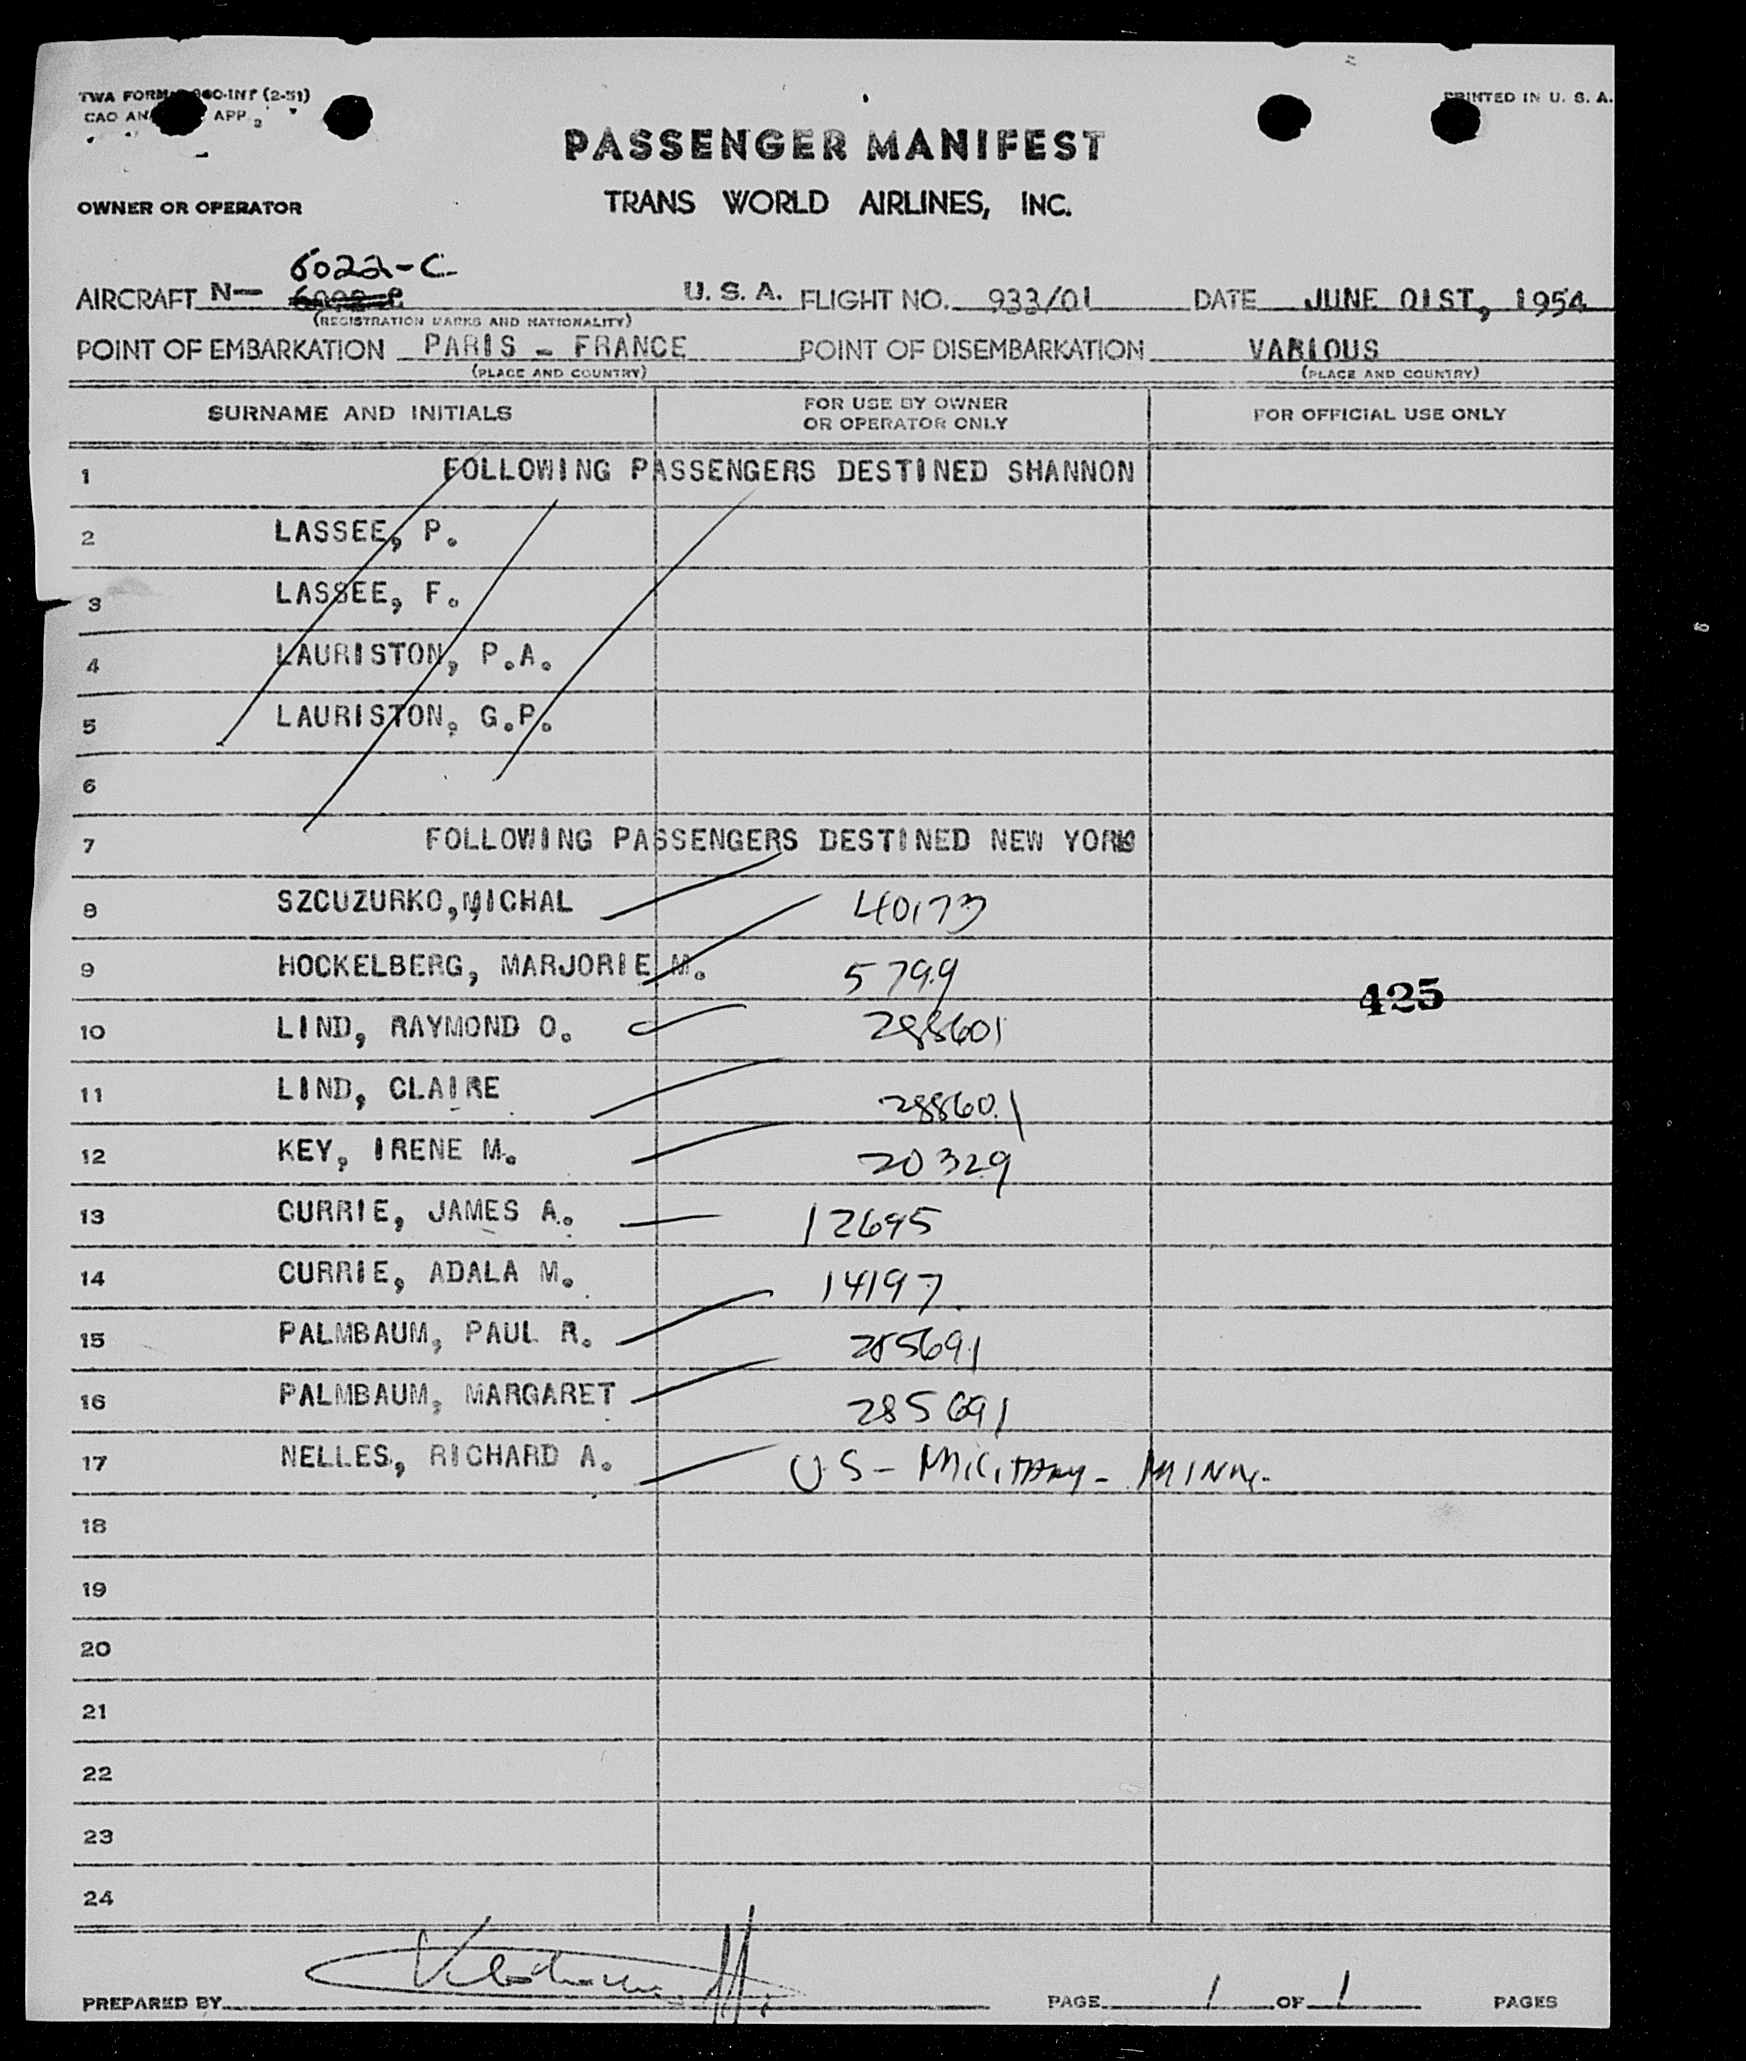 TWA FORM
PRINTED IN U. S. A.
CAO APP.
PASSENGER MANIFEST
OWNER OR OPERATOR
TRANS WORLD AIRLINES, INC.
6022-C
AIRCRAFT N— U. S. A. FLIGHT NO. 933/01 DATE JUNE 01ST, 1954
(REGISTRATION MARKS AND NATIONALITY)
POINT OF EMBARKATION PARIS - FRANCE POINT OF DISEMBARKATION VARIOUS
(PLACE AND COUNTRY) (PLACE AND COUNTRY)
SURNAME AND INITIALS
FOR USE BY OWNER
OR OPERATOR ONLY
FOR OFFICIAL USE ONLY
1 FOLLOWING PASSENGERS DESTINED SHANNON
2 LASSEE, P.
3 LASSEE, F.
4 LAURISTON, P.A.
5 LAURISTON, G.P.
6
7 FOLLOWING PASSENGERS DESTINED NEW YORK
8 SZCUZURKO,MICHAL 40173
9 HOCKELBERG, MARJORIE M. 5799
425
10 LIND, RAYMOND O. 288601
11 LIND, CLAIRE 288601
12 KEY, IRENE M. 20329
13 CURRIE, JAMES A. 12695
14 CURRIE, ADALA M. 14197
15 PALMBAUM, PAUL R. 285691
16 PALMBAUM, MARGARET 285691
17 NELLES, RICHARD A. US - MILITARY - MINN.
18
19
20
21
22
23
24
PREPARED BY PAGE 1 OF 1 PAGES